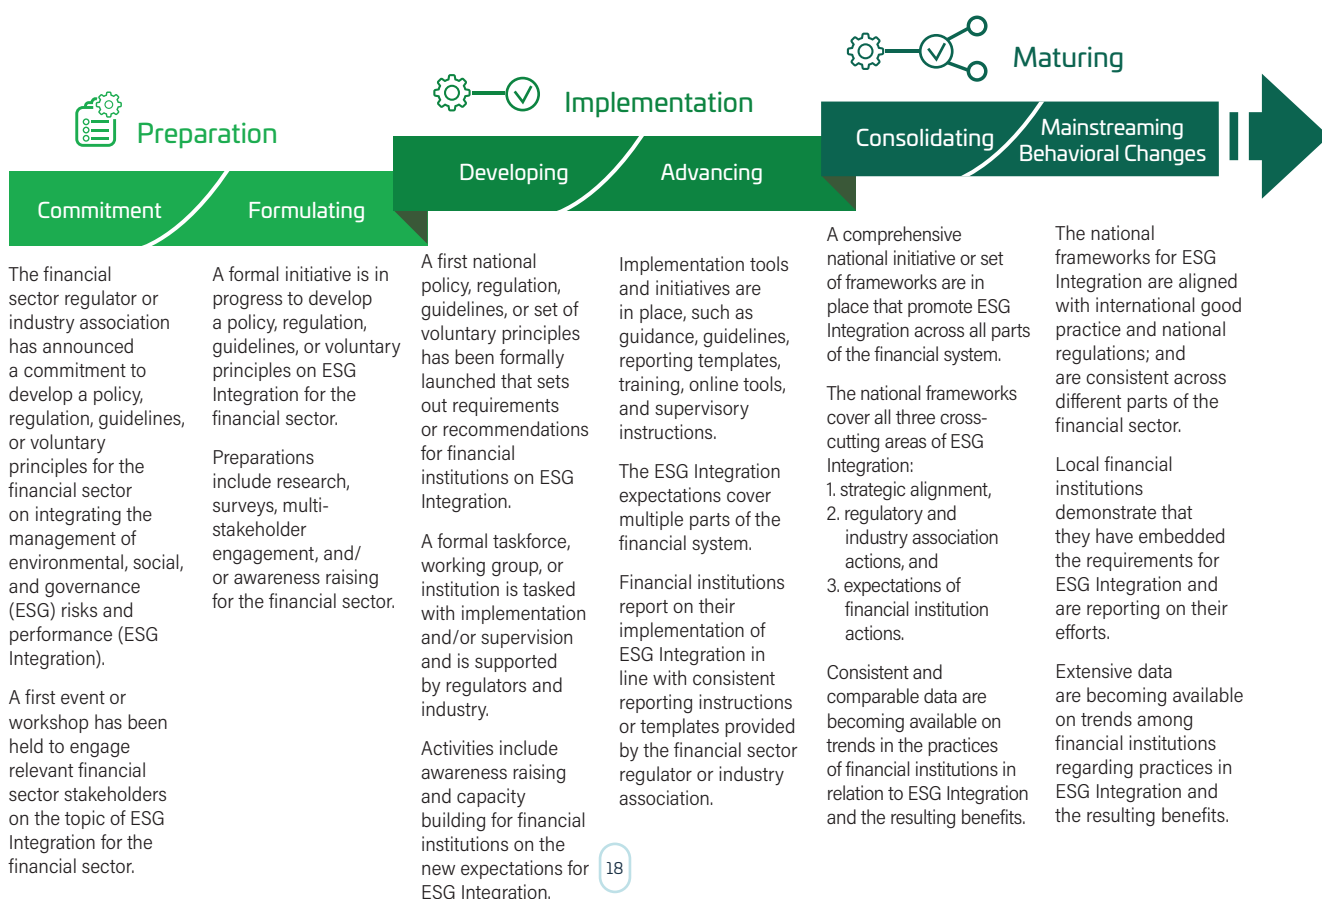 Preparation
Commitment
The financial
sector regulator or
industry association
has announced
a commitment to
develop a policy,
regulation, guidelines,
or voluntary
principles for the
financial sector
on integrating the
management of
environmental, social,
and governance
(ESG) risks and
performance (ESG
Integration).
A first event or
workshop has been
held to engage
relevant financial
sector stakeholders
on the topic of ESG
Integration for the
financial sector.
Formulating
A formal initiative is in
progress to develop
a policy, regulation,
guidelines, or voluntary
principles on ESG
Integration for the
financial sector.
Preparations
include research,
surveys, multi-
stakeholder
engagement, and/
or awareness raising
for the financial sector.
Implementation
Developing
A first national
policy, regulation,
guidelines, or set of
voluntary principles
has been formally
launched that sets
out requirements
or recommendations
for financial
institutions on ESG
Integration.
A formal taskforce,
working group, or
institution is tasked
with implementation
and/or supervision
and is supported
by regulators and
industry.
Activities include
awareness raising
and capacity
building for financial
institutions on the
new expectations for
ESG Integration.
Advancing
Implementation tools
and initiatives are
in place, such as
guidance, guidelines,
reporting templates,
training, online tools,
and supervisory
instructions.
The ESG Integration
expectations cover
multiple parts of the
financial system.
Financial institutions
report on their
implementation of
ESG Integration in
line with consistent
reporting instructions
or templates provided
by the financial sector
regulator or industry
association.
Maturing
Consolidating
A comprehensive
national initiative or set
of frameworks are in
place that promote ESG
Integration across all parts
of the financial system.
The national frameworks
cover all three cross-
cutting areas of ESG
Integration:
1. strategic alignment,
2. regulatory and
industry association
actions, and
3. expectations of
financial institution
actions.
Consistent and
comparable data are
becoming available on
trends in the practices
of financial institutions in
relation to ESG Integration
and the resulting benefits.
Mainstreaming
Behavioral Changes
The national
frameworks for ESG
Integration are aligned
with international good
practice and national
regulations; and
are consistent across
different parts of the
financial sector.
Local financial
institutions
demonstrate that
they have embedded
the requirements for
ESG Integration and
are reporting on their
efforts.
Extensive data
are becoming available
on trends among
financial institutions
regarding practices in
ESG Integration and
the resulting benefits.
18